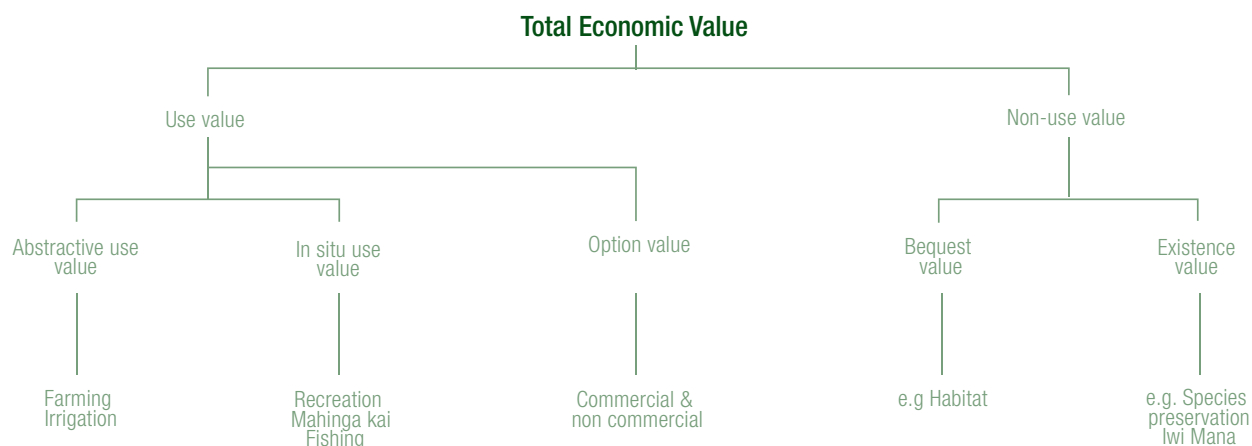 Total Economic Value
Use value
Non-use value
Abstractive use
value
In situ use
value
Option value
Bequest
value
Existence
value
Farming
Irrigation
Recreation
Mahinga kai
Fishing
Commercial &
non commercial
e.g Habitat
e.g. Species
preservation
Iwi Mana